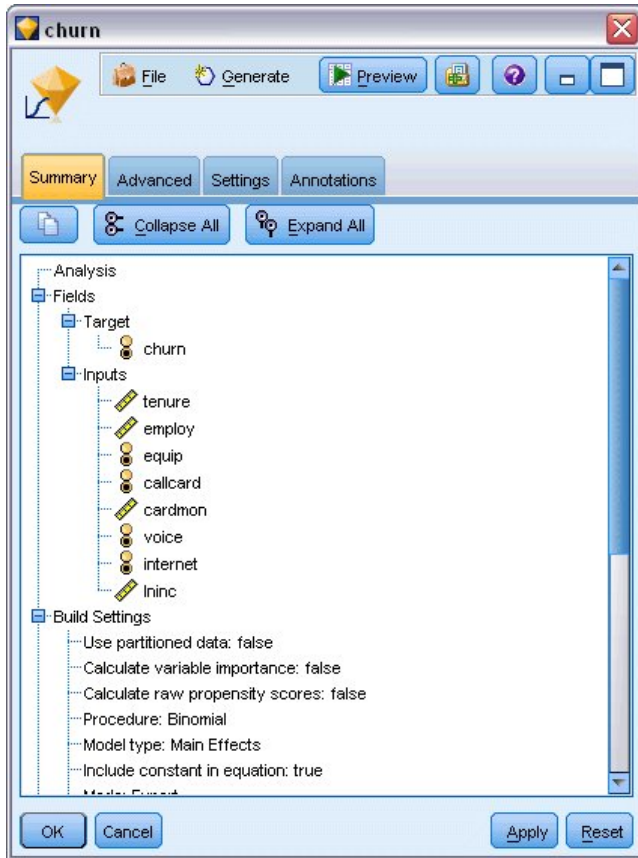 churn
File Generate Preview
Summary Advanced Settings Annotations
Collapse All Expand All
Analysis
Fields
Target
churn
Inputs
tenure
employ
equip
callcard
cardmon
voice
internet
lninc
Build Settings
Use partitioned data: false
Calculate variable importance: false
Calculate raw propensity scores: false
Procedure: Binomial
Model type: Main Effects
Include constant in equation: true
Mode: Expert
OK Cancel Apply Reset